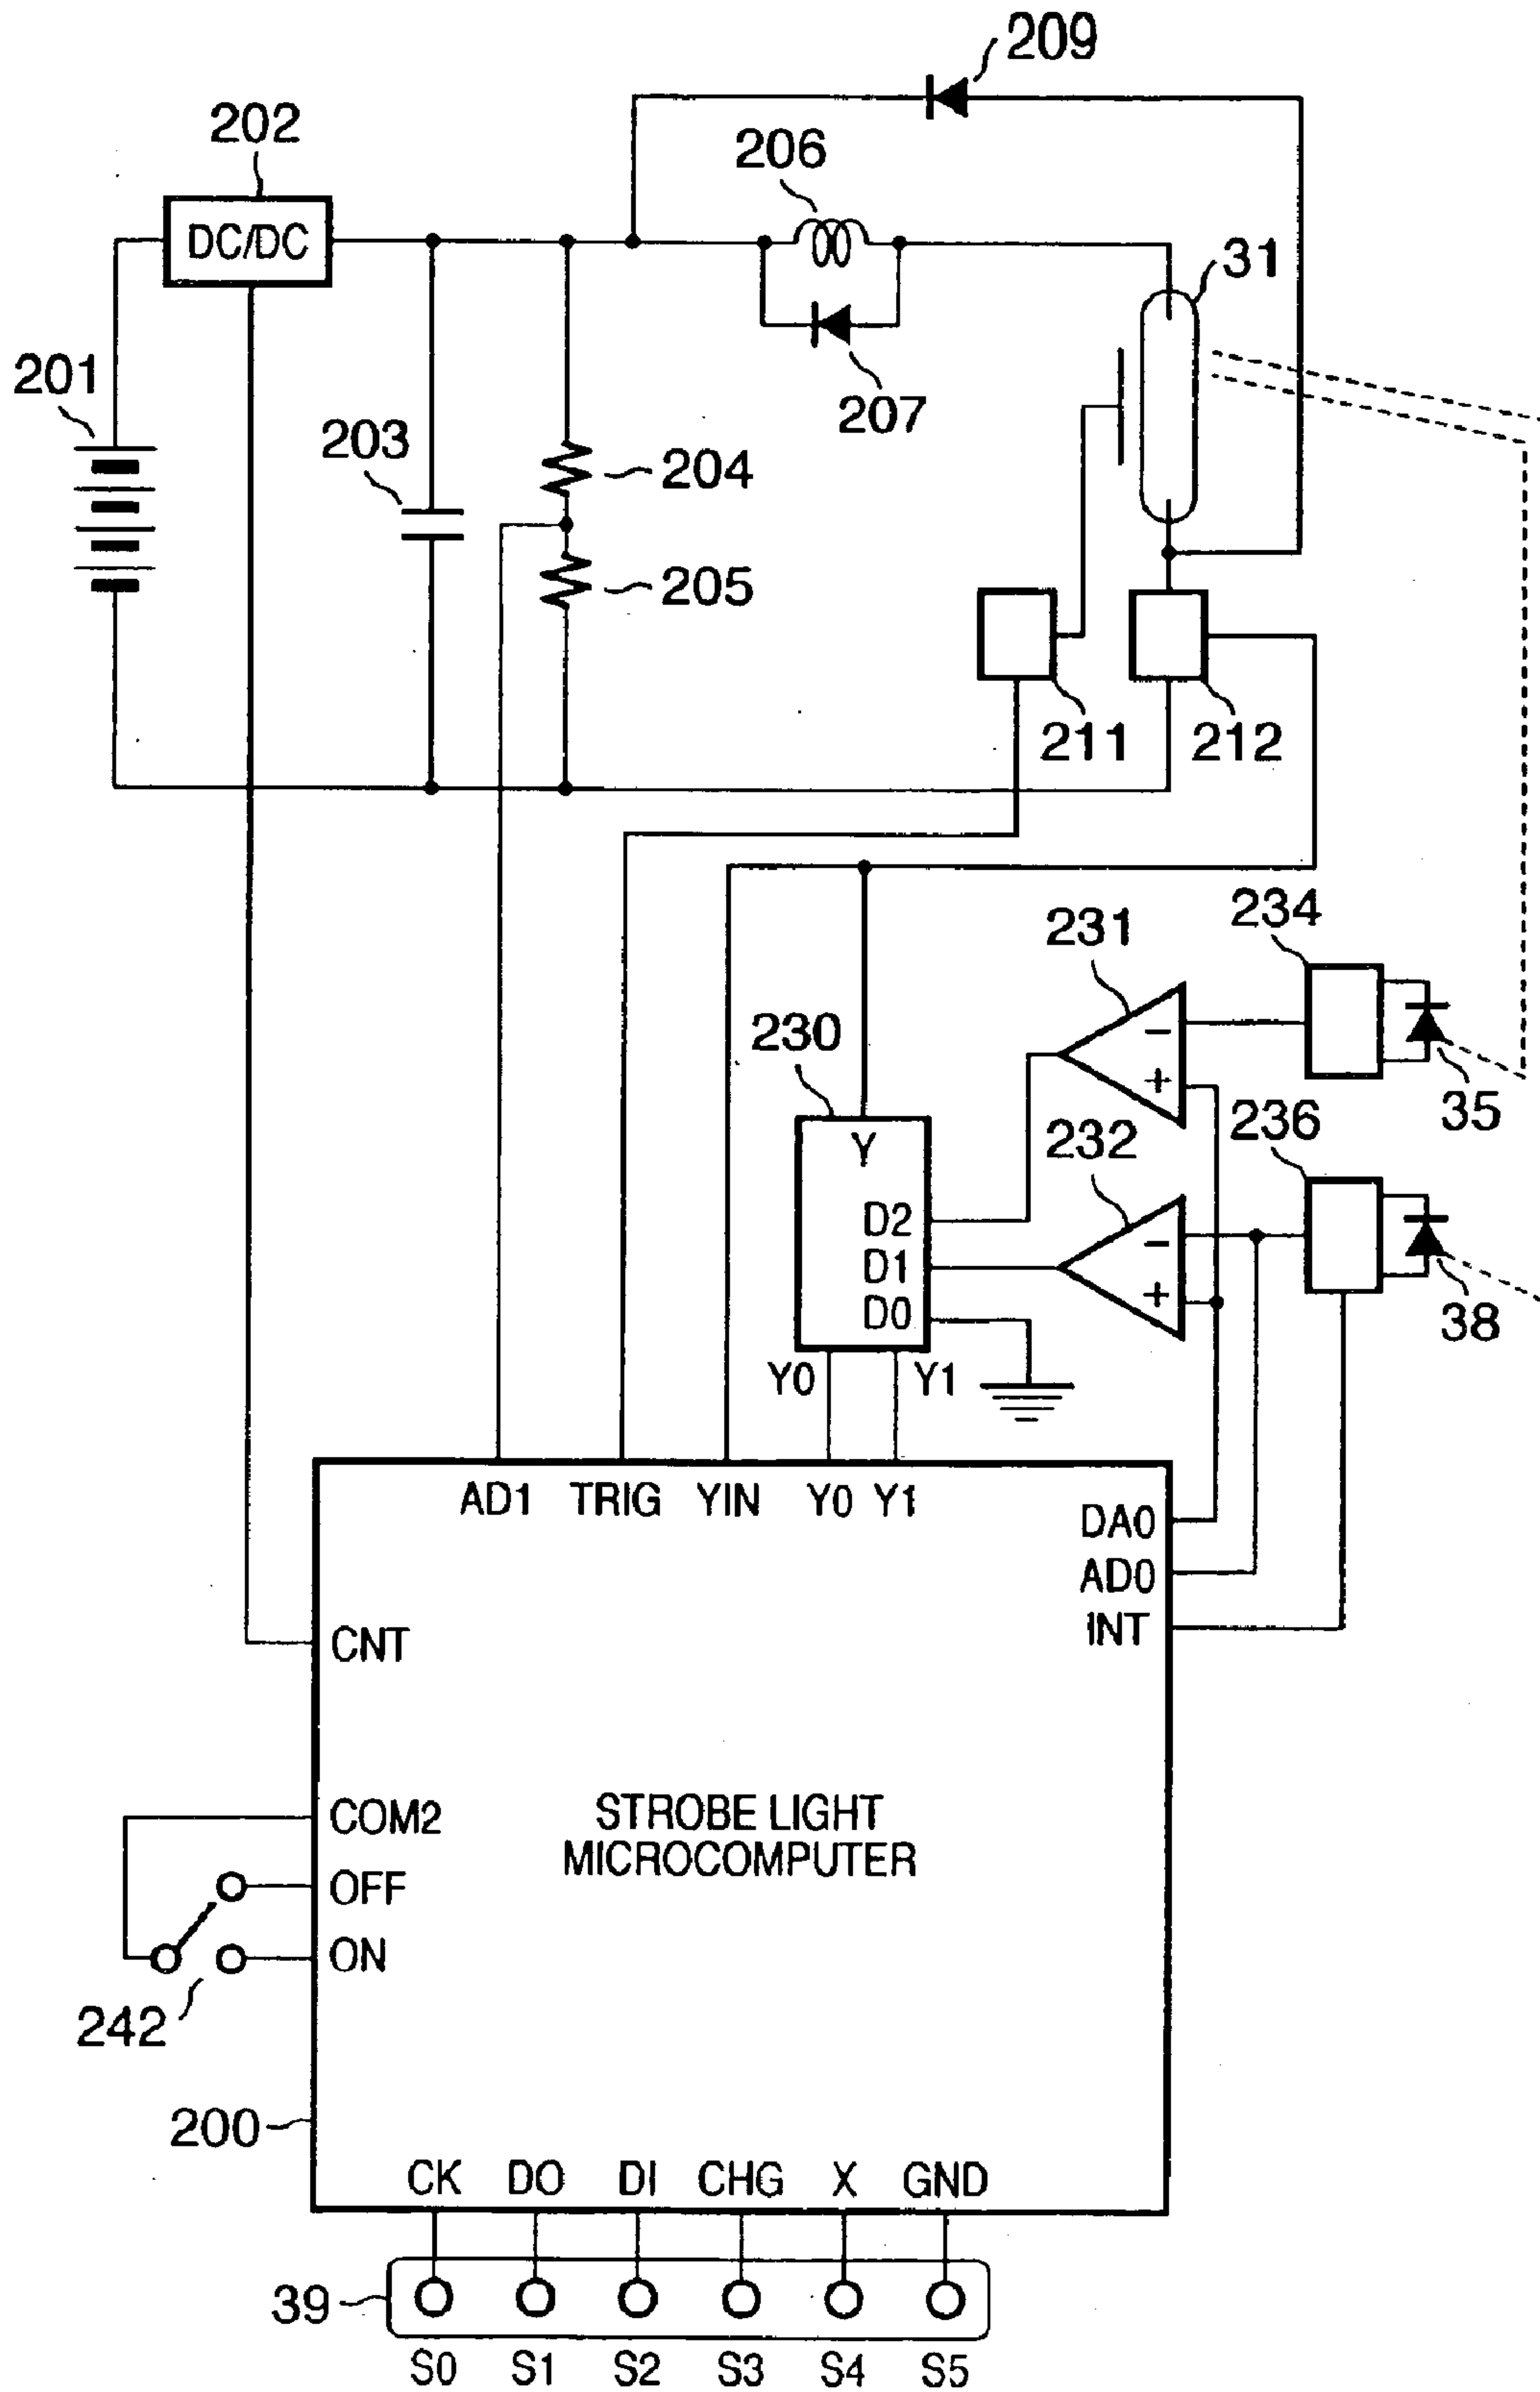 209
202
206
DC/DC
31
201
207
203
204
205
211
212
234
231
230
35
Y
236
232
D2
D1
D0
38
Y0
Y1
AD1 TRIG YIN Y0 Y1
DA0
AD0
INT
CNT
COM2
STROBE LIGHT
MICROCOMPUTER
OFF
ON
242
200
CK DO DI CHG X GND
39
S0 S1 S2 S3 S4 S5